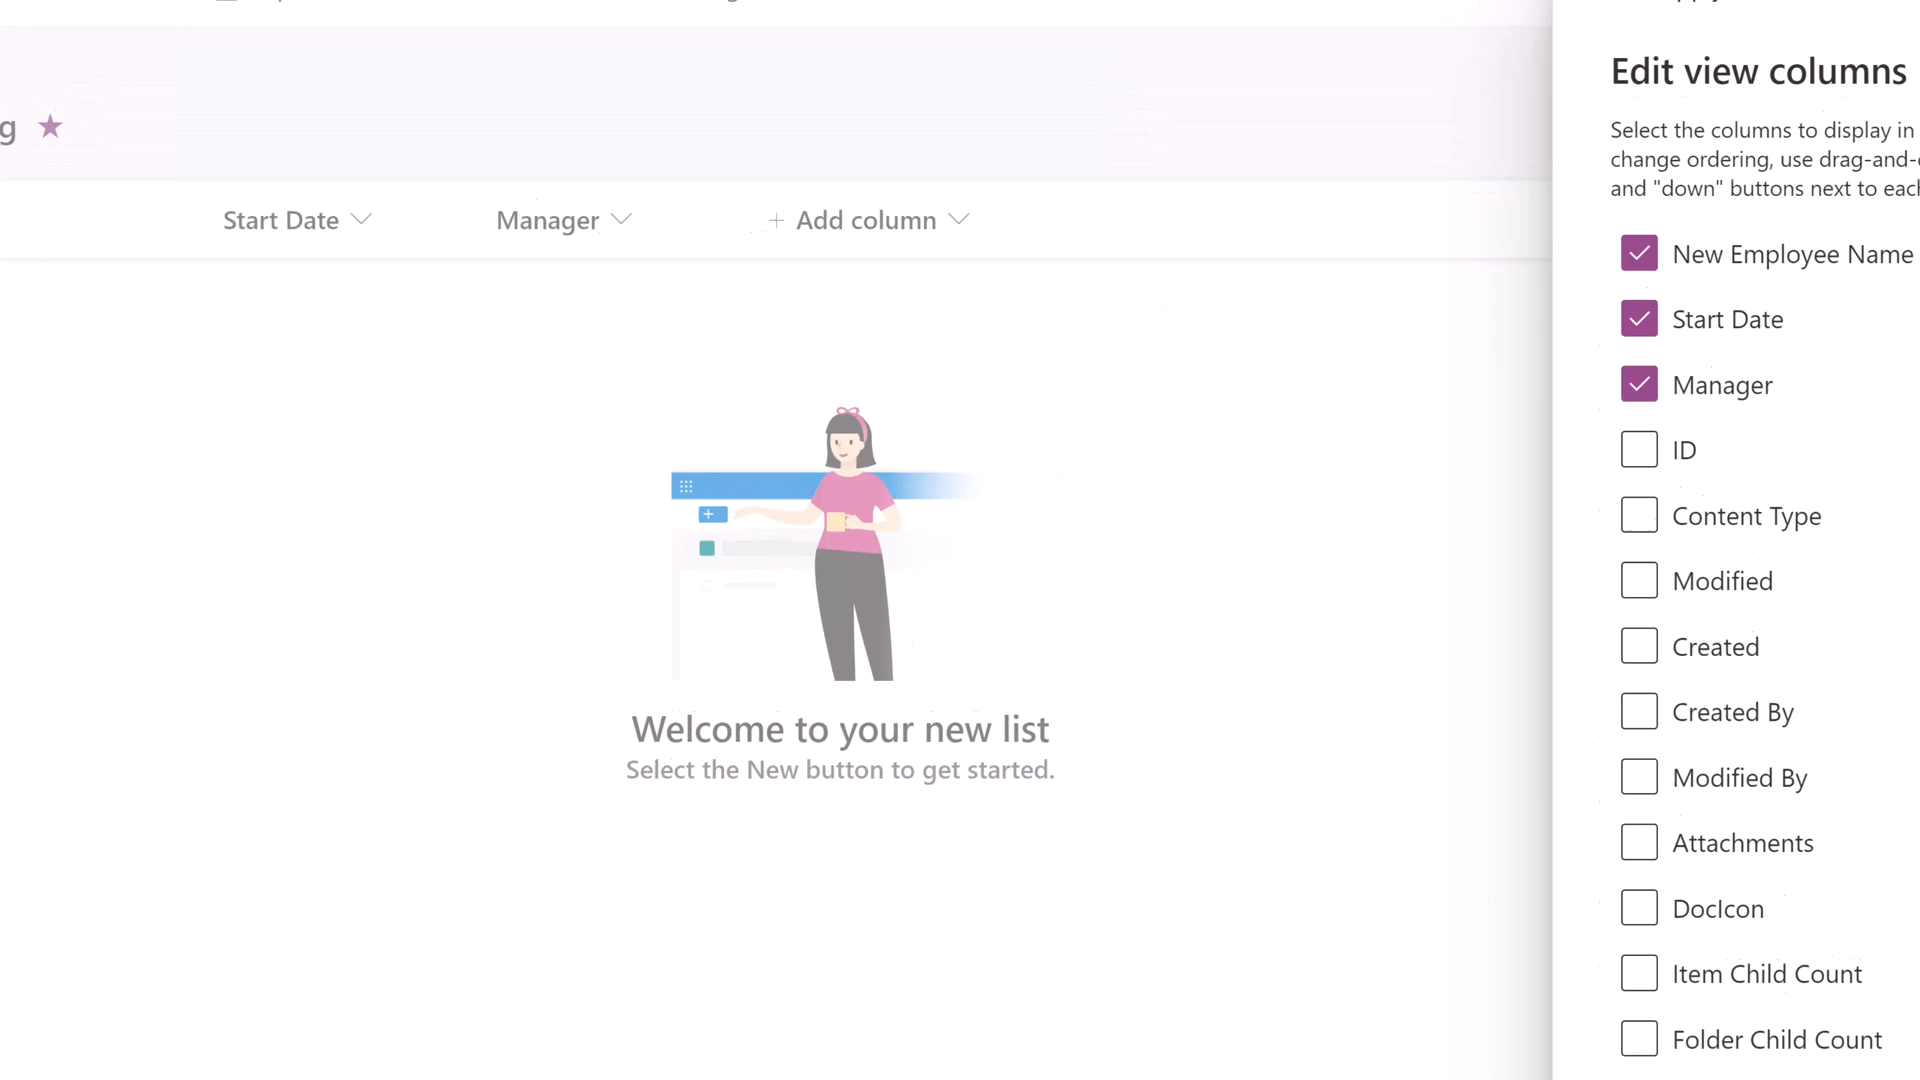 g
Start Date
Manager
+ Add column
Welcome to your new list
Select the New button to get started.
Edit view columns
Select the columns to display in
change ordering, use drag-and-
and "down" buttons next to each
New Employee Name
Start Date
Manager
ID
Content Type
Modified
Created
Created By
Modified By
Attachments
DocIcon
Item Child Count
Folder Child Count